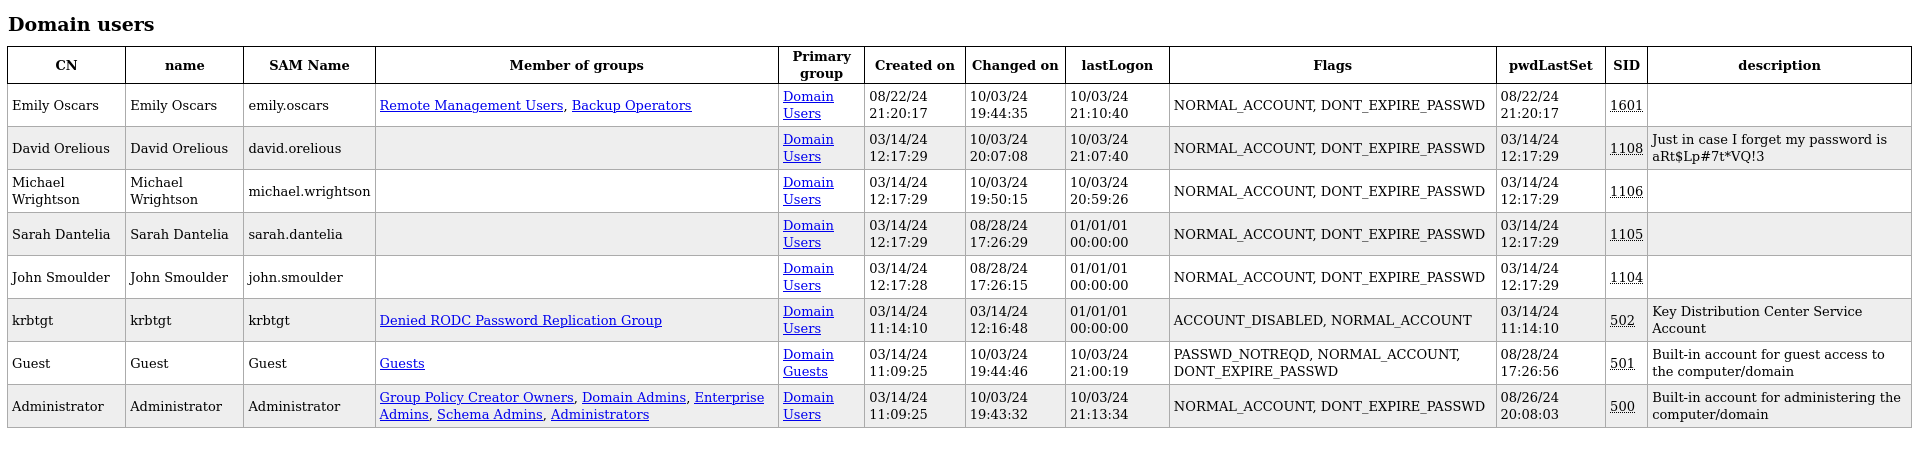 Domain users
CN name SAM Name Member of groups Primary group Created on Changed on lastLogon Flags pwdLastSet SID description
Emily Oscars Emily Oscars emily.oscars Remote Management Users, Backup Operators Domain Users 08/22/24 21:20:17 10/03/24 19:44:35 10/03/24 21:10:40 NORMAL_ACCOUNT, DONT_EXPIRE_PASSWD 08/22/24 21:20:17 1601
David Orelious David Orelious david.orelious Domain Users 03/14/24 12:17:29 10/03/24 20:07:08 10/03/24 21:07:40 NORMAL_ACCOUNT, DONT_EXPIRE_PASSWD 03/14/24 12:17:29 1108 Just in case I forget my password is aRt$Lp#7t*VQ!3
Michael Wrightson Michael Wrightson michael.wrightson Domain Users 03/14/24 12:17:29 10/03/24 19:50:15 10/03/24 20:59:26 NORMAL_ACCOUNT, DONT_EXPIRE_PASSWD 03/14/24 12:17:29 1106
Sarah Dantelia Sarah Dantelia sarah.dantelia Domain Users 03/14/24 12:17:29 08/28/24 17:26:29 01/01/01 00:00:00 NORMAL_ACCOUNT, DONT_EXPIRE_PASSWD 03/14/24 12:17:29 1105
John Smoulder John Smoulder john.smoulder Domain Users 03/14/24 12:17:28 08/28/24 17:26:15 01/01/01 00:00:00 NORMAL_ACCOUNT, DONT_EXPIRE_PASSWD 03/14/24 12:17:29 1104
krbtgt krbtgt krbtgt Denied RODC Password Replication Group Domain Users 03/14/24 11:14:10 03/14/24 12:16:48 01/01/01 00:00:00 ACCOUNT_DISABLED, NORMAL_ACCOUNT 03/14/24 11:14:10 502 Key Distribution Center Service Account
Guest Guest Guest Guests Domain Guests 03/14/24 11:09:25 10/03/24 19:44:46 10/03/24 21:00:19 PASSWD_NOTREQD, NORMAL_ACCOUNT, DONT_EXPIRE_PASSWD 08/28/24 17:26:56 501 Built-in account for guest access to the computer/domain
Administrator Administrator Administrator Group Policy Creator Owners, Domain Admins, Enterprise Admins, Schema Admins, Administrators Domain Users 03/14/24 11:09:25 10/03/24 19:43:32 10/03/24 21:13:34 NORMAL_ACCOUNT, DONT_EXPIRE_PASSWD 08/26/24 20:08:03 500 Built-in account for administering the computer/domain